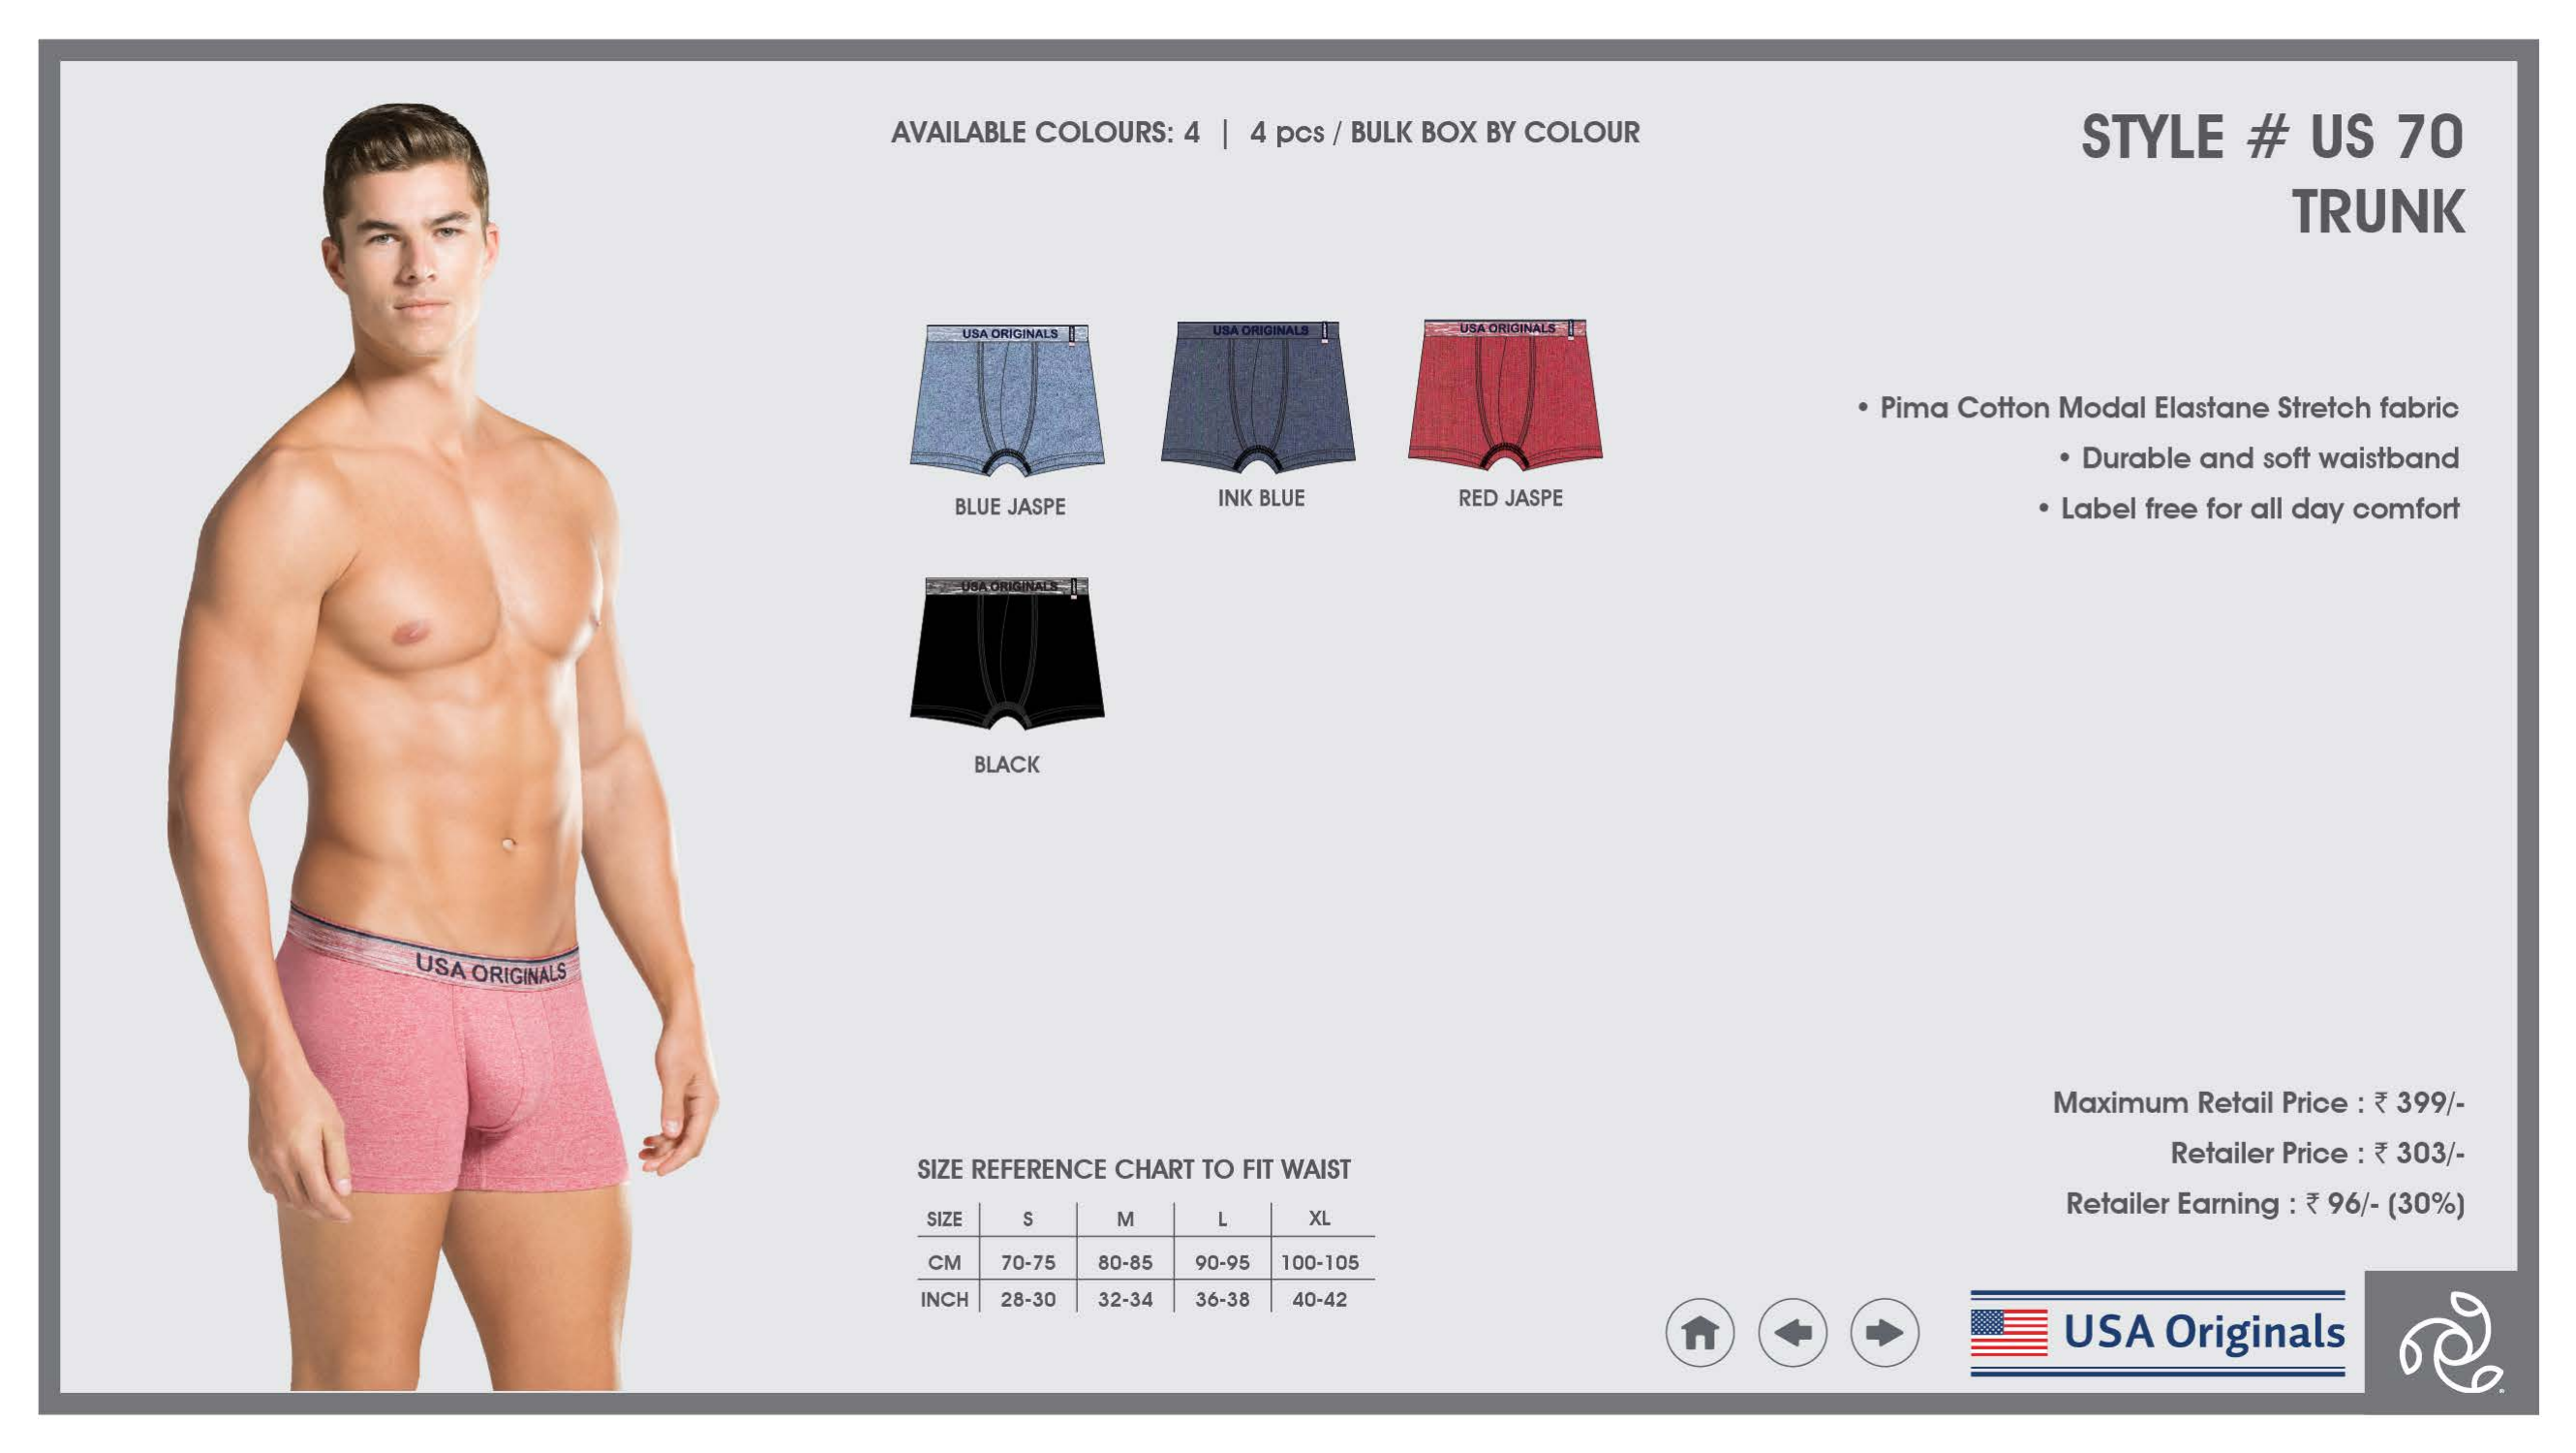 AVAILABLE COLOURS: 4 | 4 pcs / BULK BOX BY COLOUR
STYLE # US 70
TRUNK
USA ORIGINALS
USA ORIGINALS
USA ORIGINALS
BLUE JASPE
INK BLUE
RED JASPE
• Pima Cotton Modal Elastane Stretch fabric
• Durable and soft waistband
• Label free for all day comfort
USA ORIGINALS
BLACK
USA ORIGINALS
SIZE REFERENCE CHART TO FIT WAIST
SIZE S M L XL
CM 70-75 80-85 90-95 100-105
INCH 28-30 32-34 36-38 40-42
Maximum Retail Price : ₹ 399/-
Retailer Price : ₹ 303/-
Retailer Earning : ₹ 96/- (30%)
USA Originals